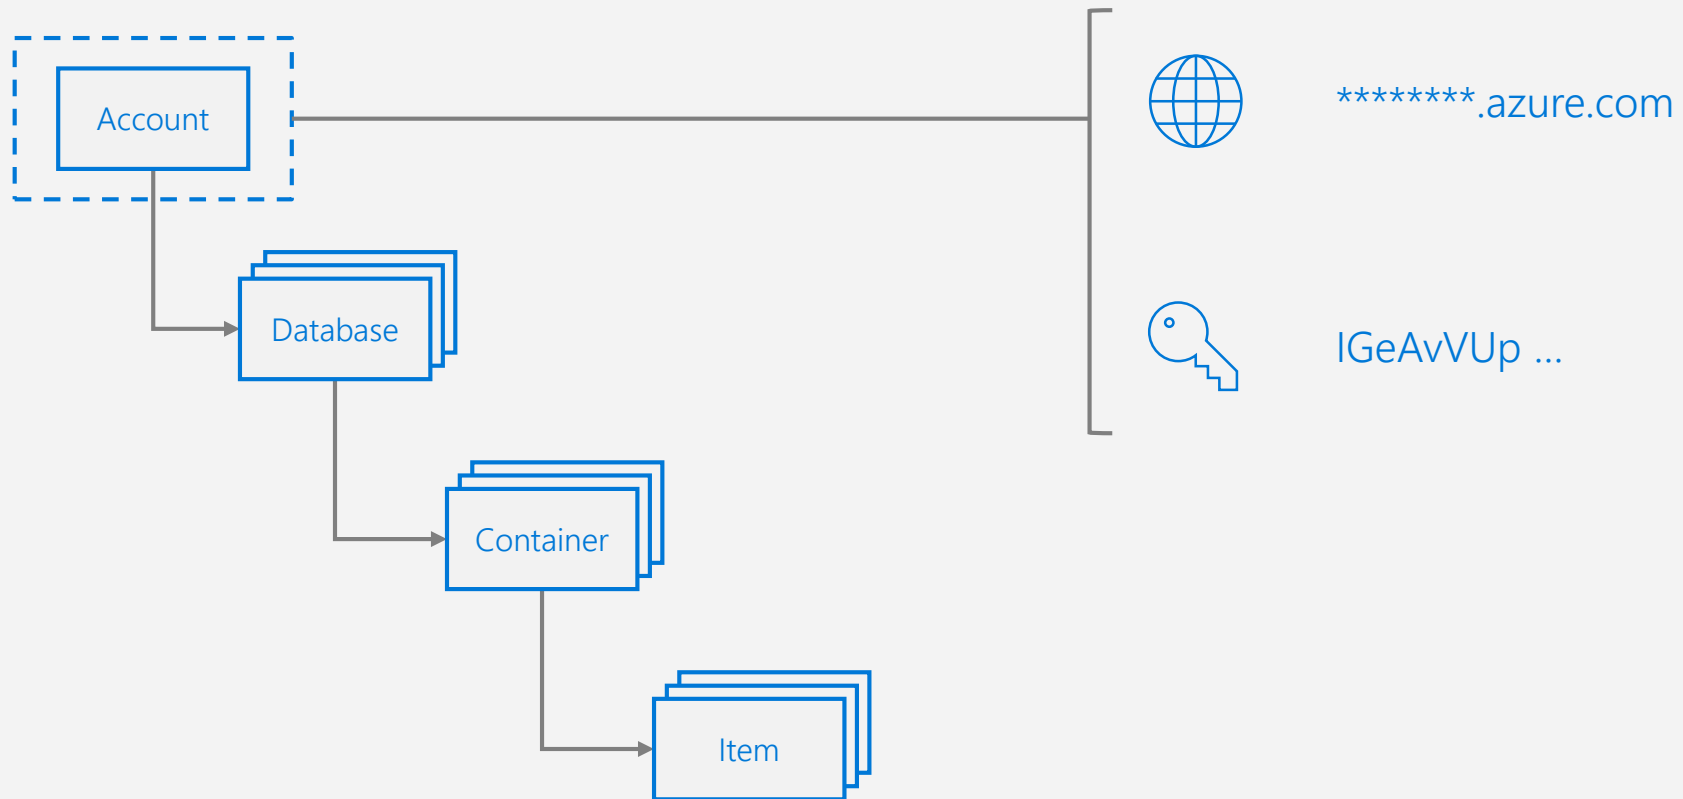 Account
********.azure.com
Database
IGeAvVUp ...
Container
Item